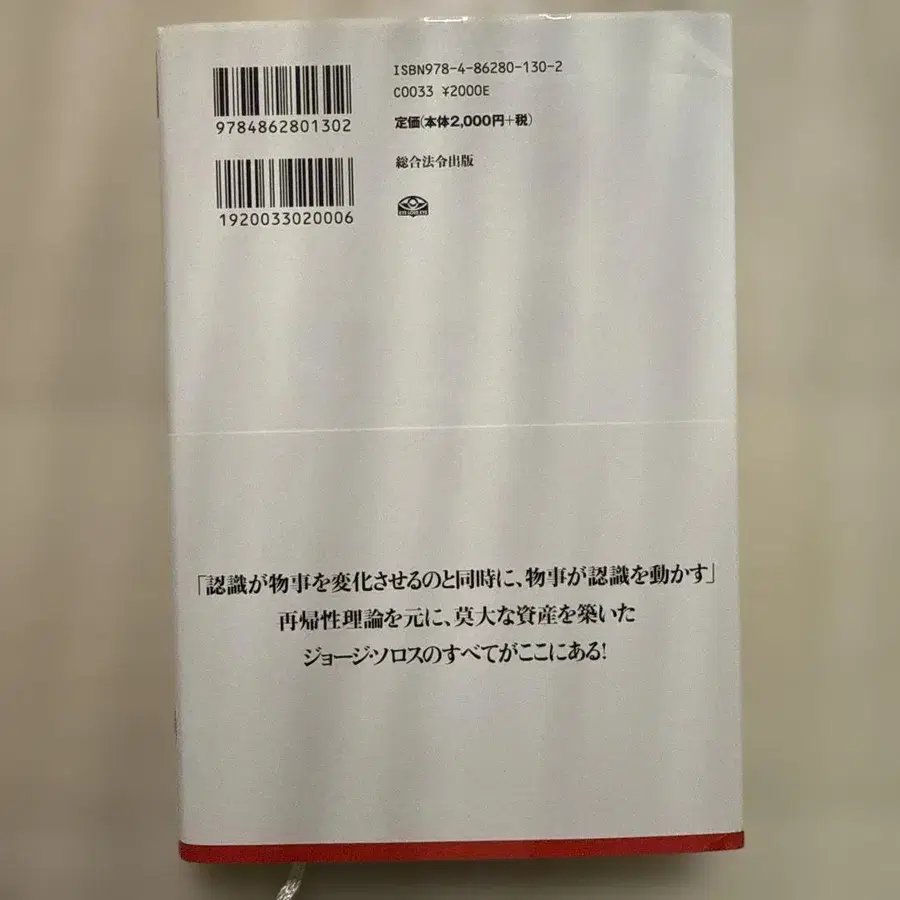 ISBN978-4-86280-130-2
C0033 ¥2000E
9784862801302
定価(本体2,000円+税)
総合法令出版
1920033020006
「認識が物事を変化させるのと同時に、物事が認識を動かす」
再帰性理論を元に、莫大な資産を築いた
ジョージ・ソロスのすべてがここにある!